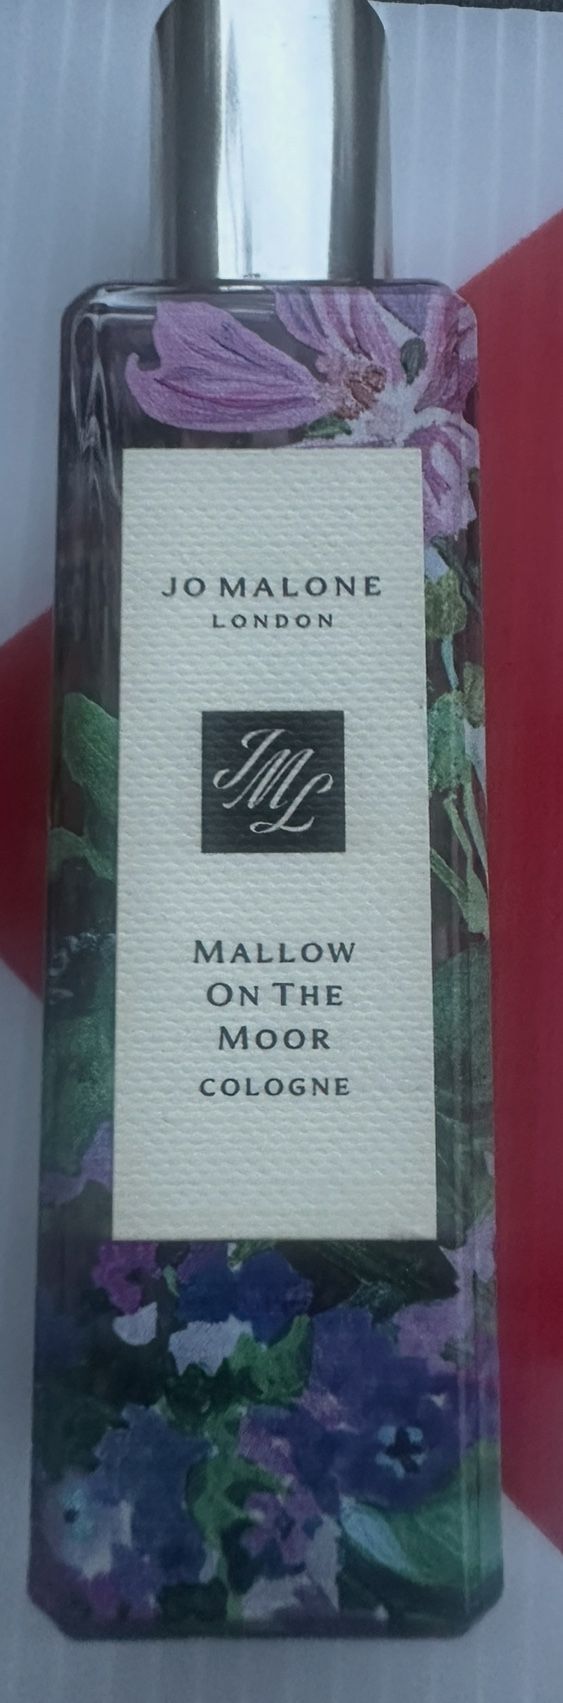 JO MALONE
LONDON
JML
MALLOW
ON THE
MOOR
COLOGNE